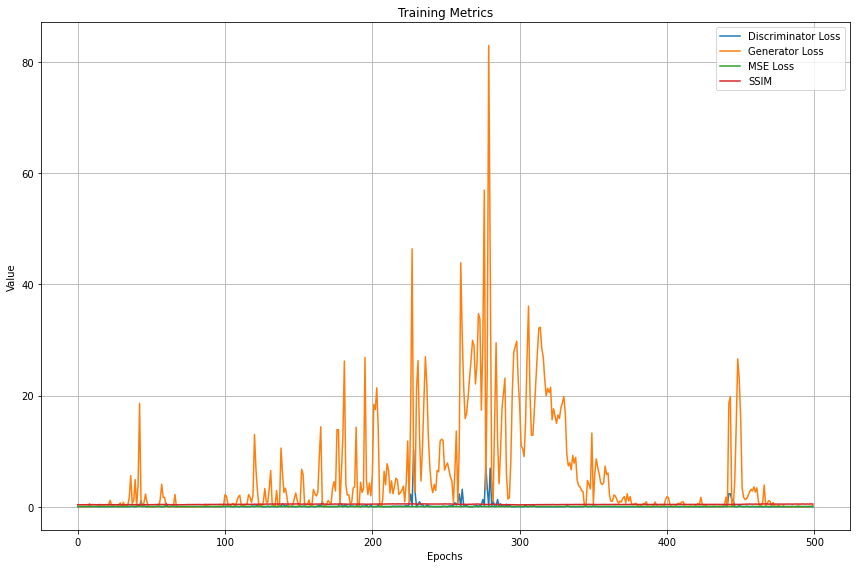 Training Metrics
Discriminator Loss
Generator Loss
MSE Loss
SSIM
80
60
40
20
0
Value
0 100 200 300 400 500
Epochs